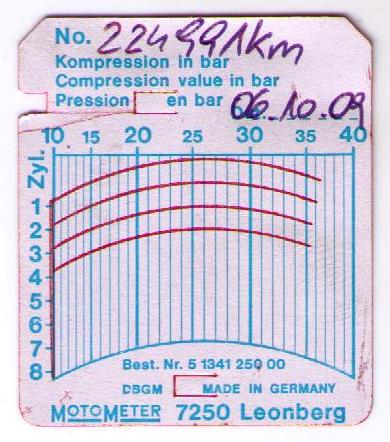 No. 224991km
Kompression in bar
Compression value in bar
Pression en bar 06.10.09
10 15 20 25 30 35 40
Zyl.
1
2
3
4
5
6
7
8
Best. Nr. 5 1341 250 00
DBGM MADE IN GERMANY
MOTOMETER 7250 Leonberg